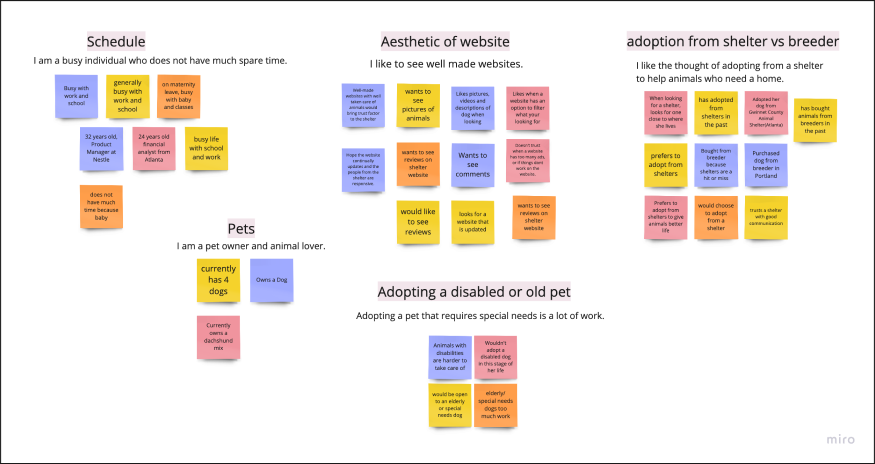 Schedule
I am a busy individual who does not have much spare time.
Busy with
work and
school
generally
busy with
work and
school
on maternity
leave, busy
with baby
and classes
32 years old,
Product
Manager at
Nestle
24 years old
financial
analyst from
Atlanta
busy life
with school
and work
does not
have much
time because
baby
Pets
I am a pet owner and animal lover.
currently
has 4
dogs
Owns a Dog
Currently
owns a
dachshund
mix
Aesthetic of website
I like to see well made websites.
Well-made
websites with well
taken care of
animals would
bring trust factor to
the shelter
wants to
see
pictures of
animals
Likes pictures,
videos and
descriptions of
dog when
looking
Likes when a
website has an
option to filter
what your
looking for
Hopes the website
continually
updates and the
people from the
shelter are
responsive
wants to see
reviews on
shelter
website
Wants to
see
comments
Doesn't trust
when a website
has too many ads,
or if things dont
work on the
website.
would like
to see
reviews
looks for a
website that
is updated
wants to see
reviews on
shelter
website
Adopting a disabled or old pet
Adopting a pet that requires special needs is a lot of work.
Animals with
disabilities
are harder to
take care of
Wouldn't
adopt a
disabled dog
in this stage of
her life
would be open
to an elderly
or special
needs dog
elderly/
special needs
dogs too
much work
adoption from shelter vs breeder
I like the thought of adopting from a shelter
to help animals who need a home.
When looking
for a shelter,
looks for one
close to where
she lives
has adopted
from
shelters in
the past
Adopted her
dog from
Gwinnet County
Animal
Shelter(Atlanta)
has bought
animals from
breeders in
the past
prefers to
adopt from
shelters
Bought from
breeder
because
shelters are a
hit or miss
Purchased
dog from
breeder in
Portland
Prefers to
adopt from
shelters to give
animals better
life
would choose
to adopt
from a
shelter
trusts a shelter
with good
communication
miro